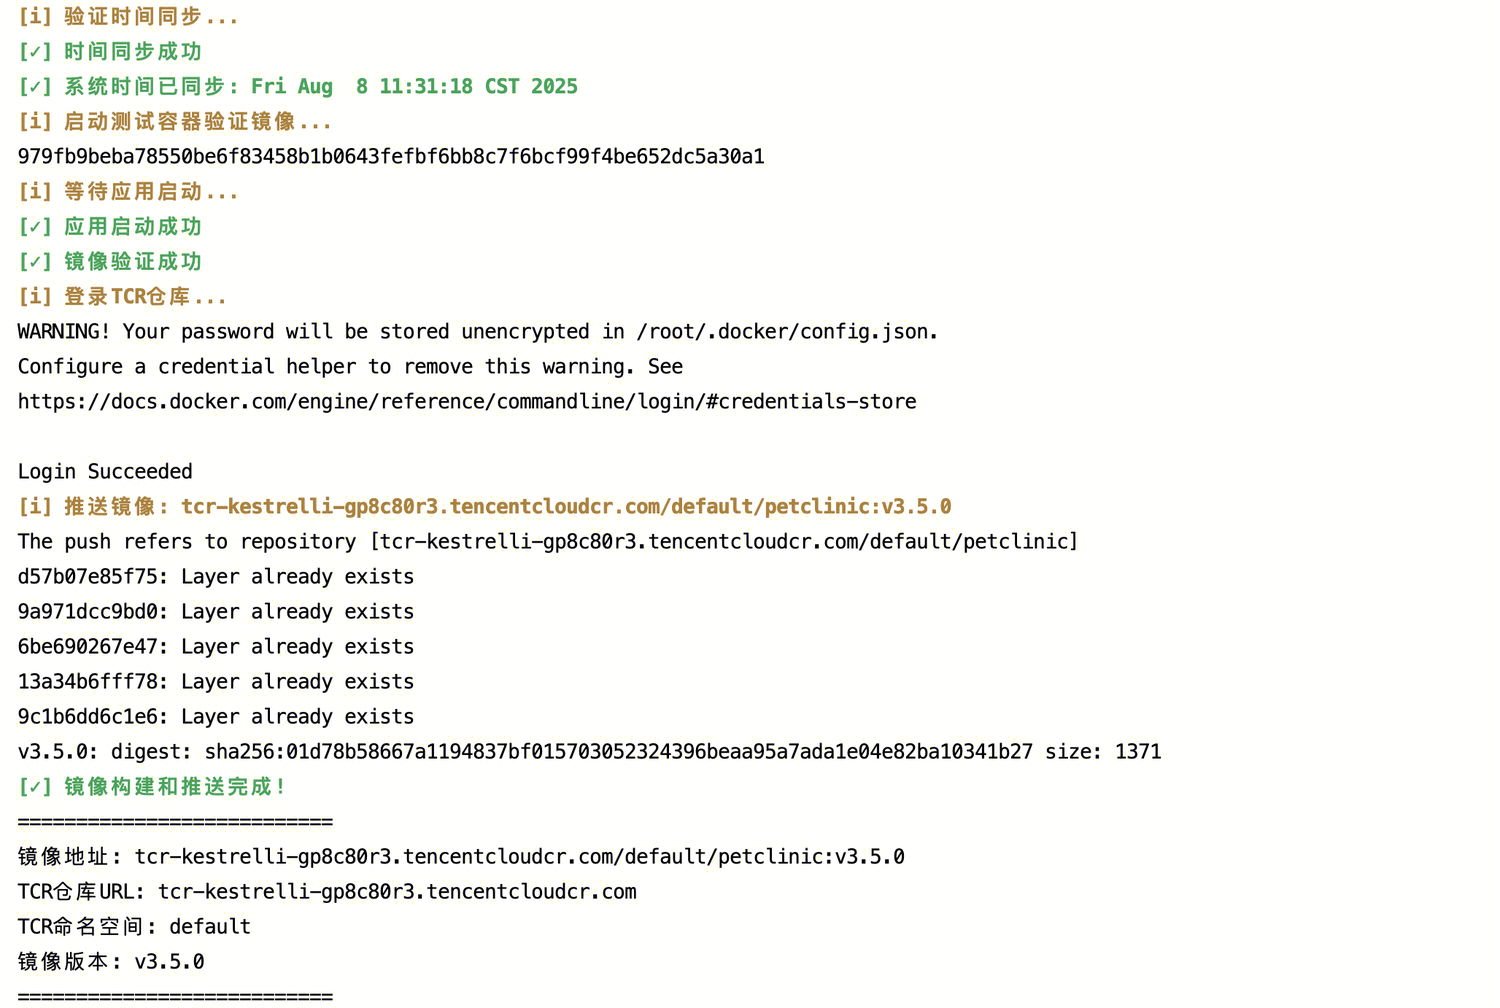 [i] 验证时间同步...
[✓] 时间同步成功
[✓] 系统时间已同步: Fri Aug  8 11:31:18 CST 2025
[i] 启动测试容器验证镜像...
979fb9beba78550be6f83458b1b0643fefbf6bb8c7f6bcf99f4be652dc5a30a1
[i] 等待应用启动...
[✓] 应用启动成功
[✓] 镜像验证成功
[i] 登录TCR仓库...
WARNING! Your password will be stored unencrypted in /root/.docker/config.json.
Configure a credential helper to remove this warning. See
https://docs.docker.com/engine/reference/commandline/login/#credentials-store
Login Succeeded
[i] 推送镜像: tcr-kestrelli-gp8c80r3.tencentcloudcr.com/default/petclinic:v3.5.0
The push refers to repository [tcr-kestrelli-gp8c80r3.tencentcloudcr.com/default/petclinic]
d57b07e85f75: Layer already exists
9a971dcc9bd0: Layer already exists
6be690267e47: Layer already exists
13a34b6fff78: Layer already exists
9c1b6dd6c1e6: Layer already exists
v3.5.0: digest: sha256:01d78b58667a1194837bf015703052324396beaa95a7ada1e04e82ba10341b27 size: 1371
[✓] 镜像构建和推送完成!
===========================
镜像地址: tcr-kestrelli-gp8c80r3.tencentcloudcr.com/default/petclinic:v3.5.0
TCR仓库URL: tcr-kestrelli-gp8c80r3.tencentcloudcr.com
TCR命名空间: default
镜像版本: v3.5.0
===========================